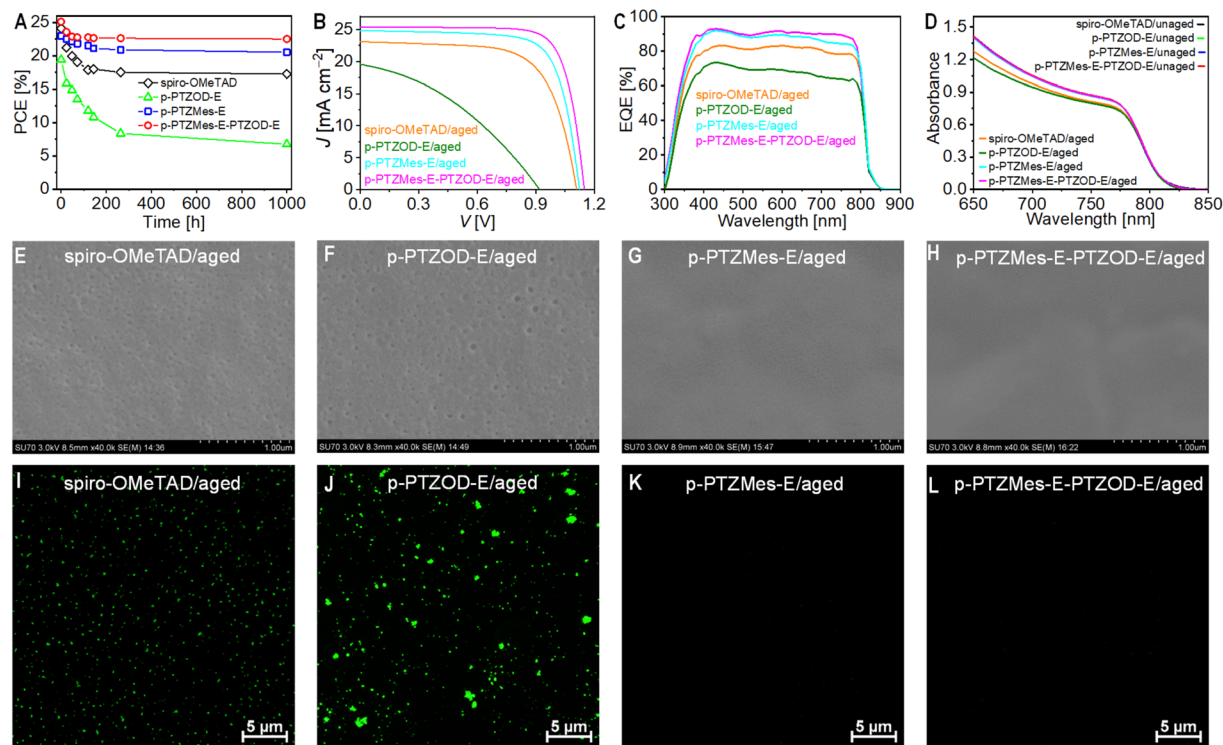 A
25
20
15
10
5
0
PCE [%]
spiro-OMeTAD
p-PTZOD-E
p-PTZMes-E
p-PTZMes-E-PTZOD-E
0 200 400 600 800 1000
Time [h]
B
30
25
20
15
10
5
0
J [mA cm−2]
spiro-OMeTAD/aged
p-PTZOD-E/aged
p-PTZMes-E/aged
p-PTZMes-E-PTZOD-E/aged
0.0 0.3 0.6 0.9 1.2
V [V]
C
100
80
60
40
20
0
EQE [%]
spiro-OMeTAD/aged
p-PTZOD-E/aged
p-PTZMes-E/aged
p-PTZMes-E-PTZOD-E/aged
300 400 500 600 700 800 900
Wavelength [nm]
D
1.5
1.2
0.9
0.6
0.3
0.0
Absorbance
spiro-OMeTAD/unaged
p-PTZOD-E/unaged
p-PTZMes-E/unaged
p-PTZMes-E-PTZOD-E/unaged
spiro-OMeTAD/aged
p-PTZOD-E/aged
p-PTZMes-E/aged
p-PTZMes-E-PTZOD-E/aged
650 700 750 800 850
Wavelength [nm]
E spiro-OMeTAD/aged
SU70 3.0kV 8.5mm x40.0k SE(M) 14:36 1.00um
F p-PTZOD-E/aged
SU70 3.0kV 8.3mm x40.0k SE(M) 14:49 1.00um
G p-PTZMes-E/aged
SU70 3.0kV 8.9mm x40.0k SE(M) 15:47 1.00um
H p-PTZMes-E-PTZOD-E/aged
SU70 3.0kV 8.8mm x40.0k SE(M) 16:22 1.00um
I spiro-OMeTAD/aged
5 µm
J p-PTZOD-E/aged
5 µm
K p-PTZMes-E/aged
5 µm
L p-PTZMes-E-PTZOD-E/aged
5 µm